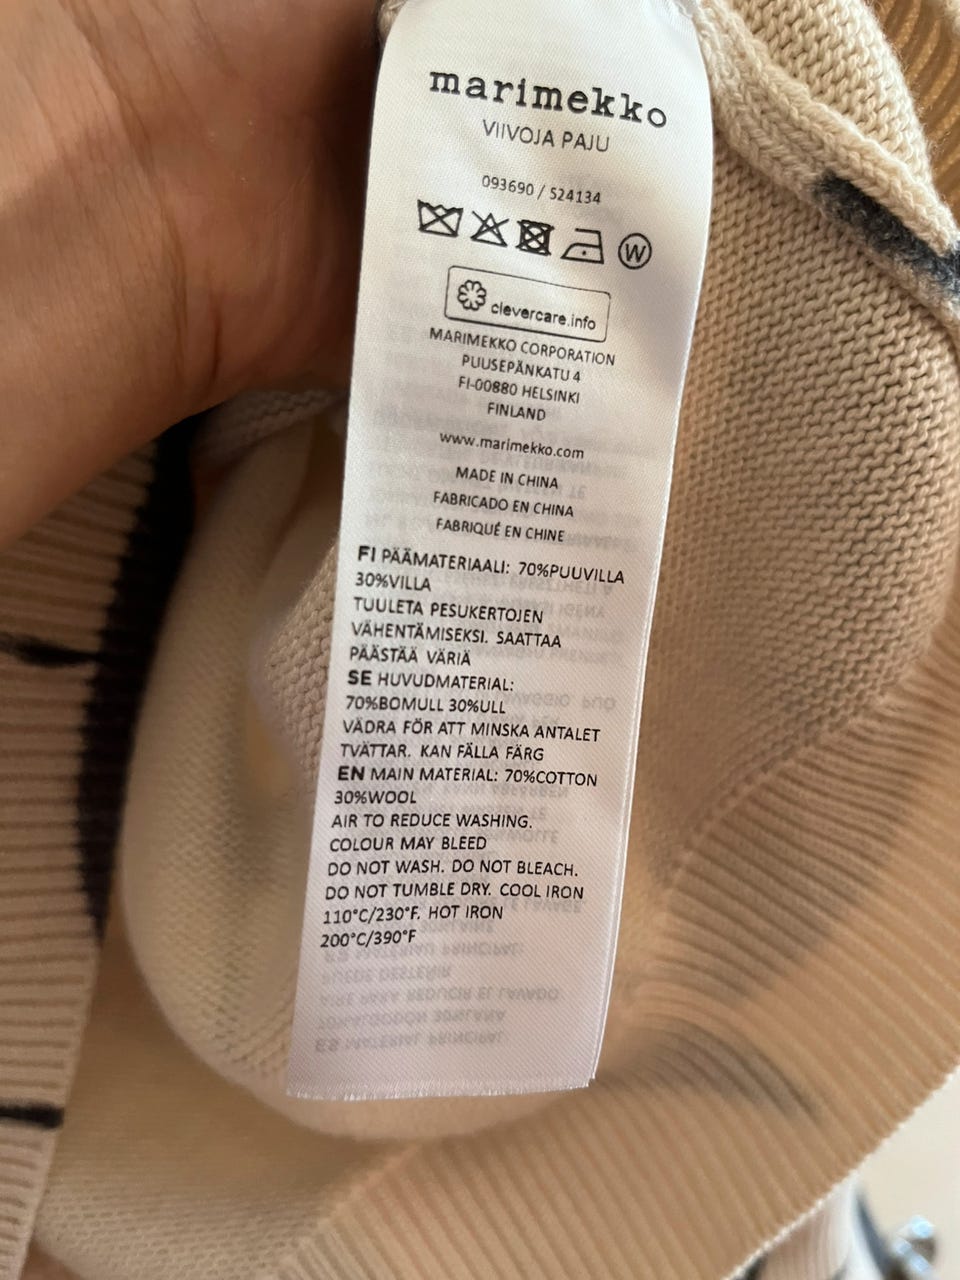 marimekko
VIIVOJA PAJU
093690 / 524134
W
clevercare.info
MARIMEKKO CORPORATION
PUUSEPÄNKATU 4
FI-00880 HELSINKI
FINLAND
www.marimekko.com
MADE IN CHINA
FABRICADO EN CHINA
FABRIQUÉ EN CHINE
FI PÄÄMATERIAALI: 70%PUUVILLA
30%VILLA
TUULETA PESUKERTOJEN
VÄHENTÄMISEKSI. SAATTAA
PÄÄSTÄÄ VÄRIÄ
SE HUVUDMATERIAL:
70%BOMULL 30%ULL
VÄDRA FÖR ATT MINSKA ANTALET
TVÄTTAR. KAN FÄLLA FÄRG
EN MAIN MATERIAL: 70%COTTON
30%WOOL
AIR TO REDUCE WASHING.
COLOUR MAY BLEED
DO NOT WASH. DO NOT BLEACH.
DO NOT TUMBLE DRY. COOL IRON
110°C/230°F. HOT IRON
200°C/390°F